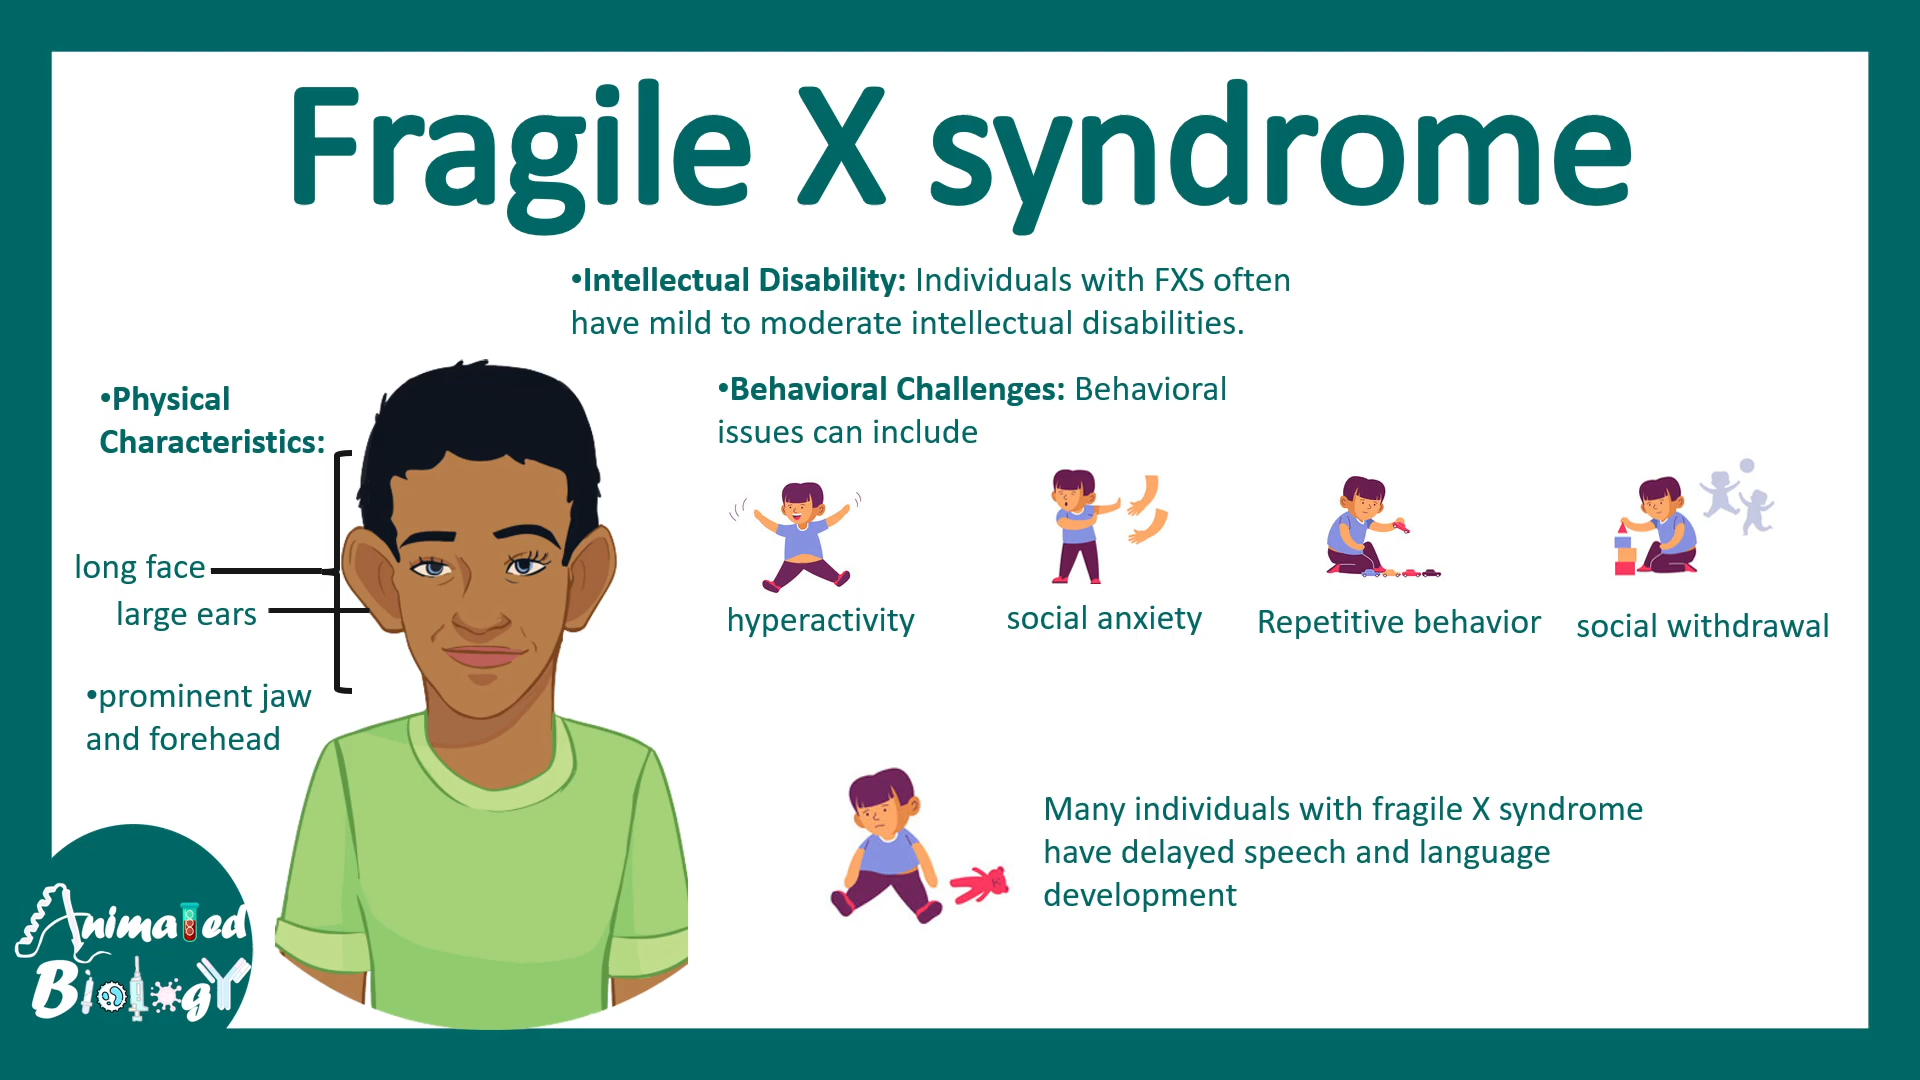 Fragile X syndrome
•Intellectual Disability: Individuals with FXS often
have mild to moderate intellectual disabilities.
•Physical
Characteristics:
long face
large ears
•prominent jaw
and forehead
•Behavioral Challenges: Behavioral
issues can include
hyperactivity
social anxiety
Repetitive behavior
social withdrawal
Many individuals with fragile X syndrome
have delayed speech and language
development
Animated
Biology